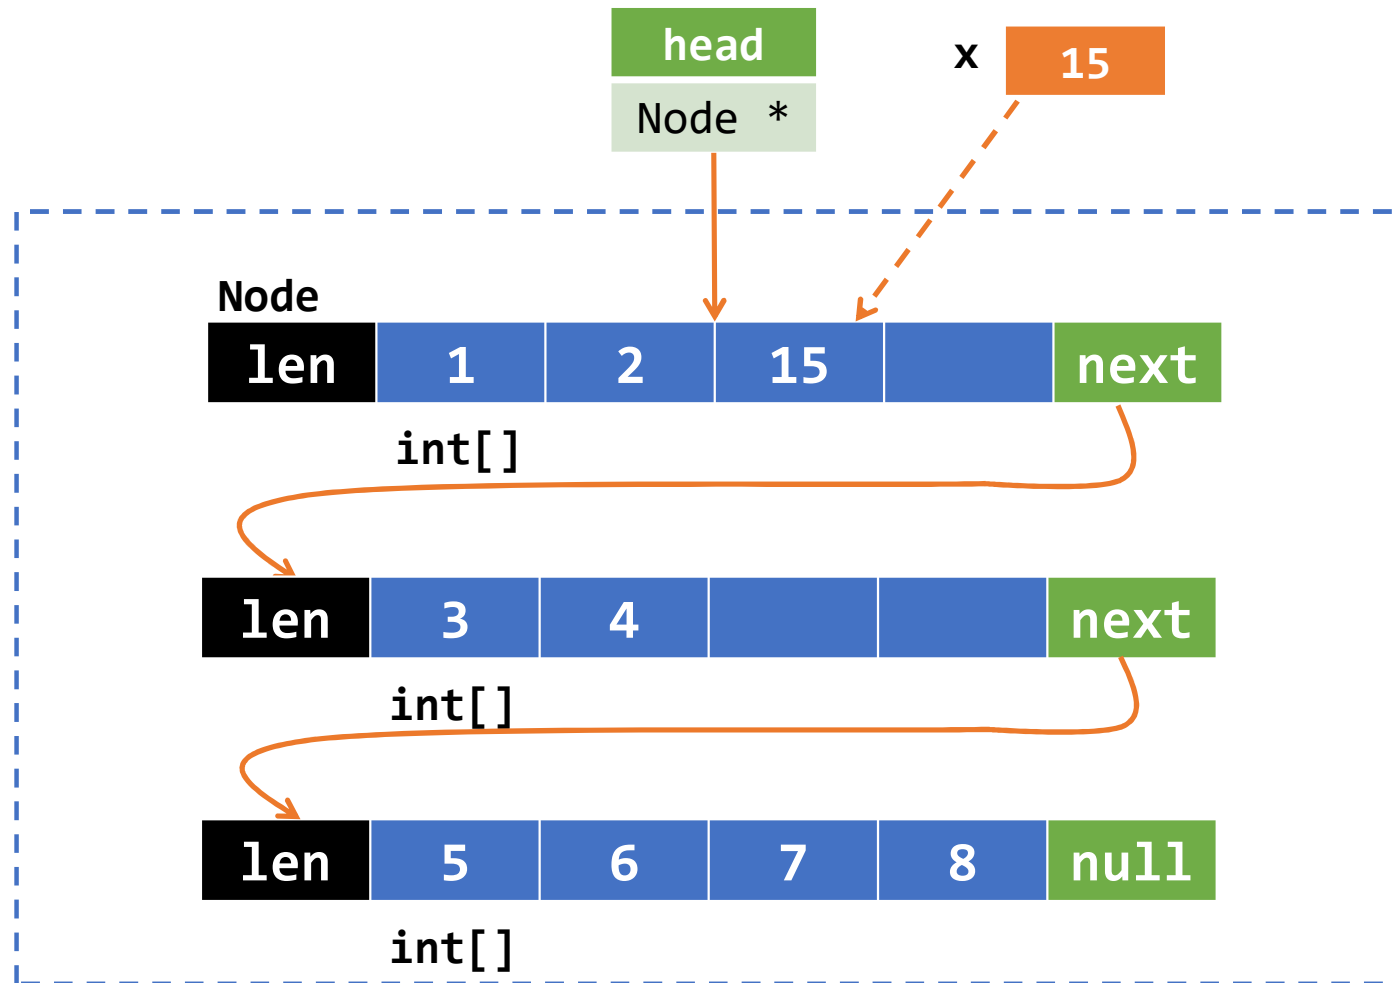 head
x 15
Node *
Node
len 1 2 15 next
int[]
len 3 4 next
int[]
len 5 6 7 8 null
int[]